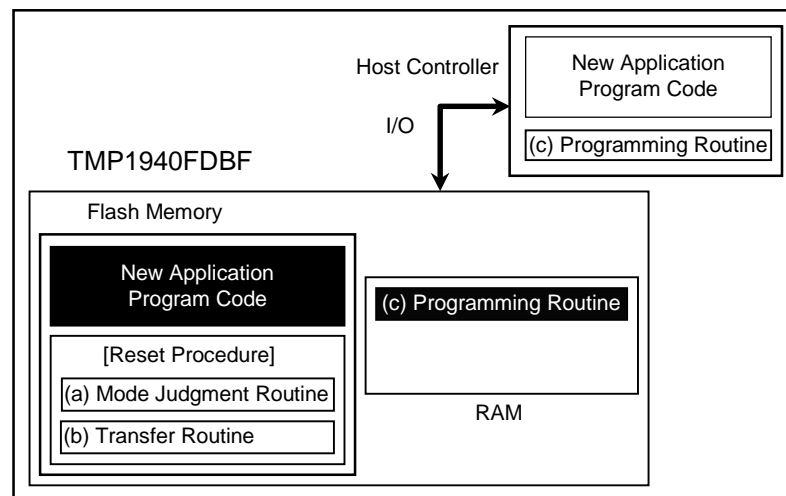 Host Controller
New Application
Program Code
(c) Programming Routine
I/O
TMP1940FDBF
Flash Memory
New Application
Program Code
[Reset Procedure]
(a) Mode Judgment Routine
(b) Transfer Routine
(c) Programming Routine
RAM